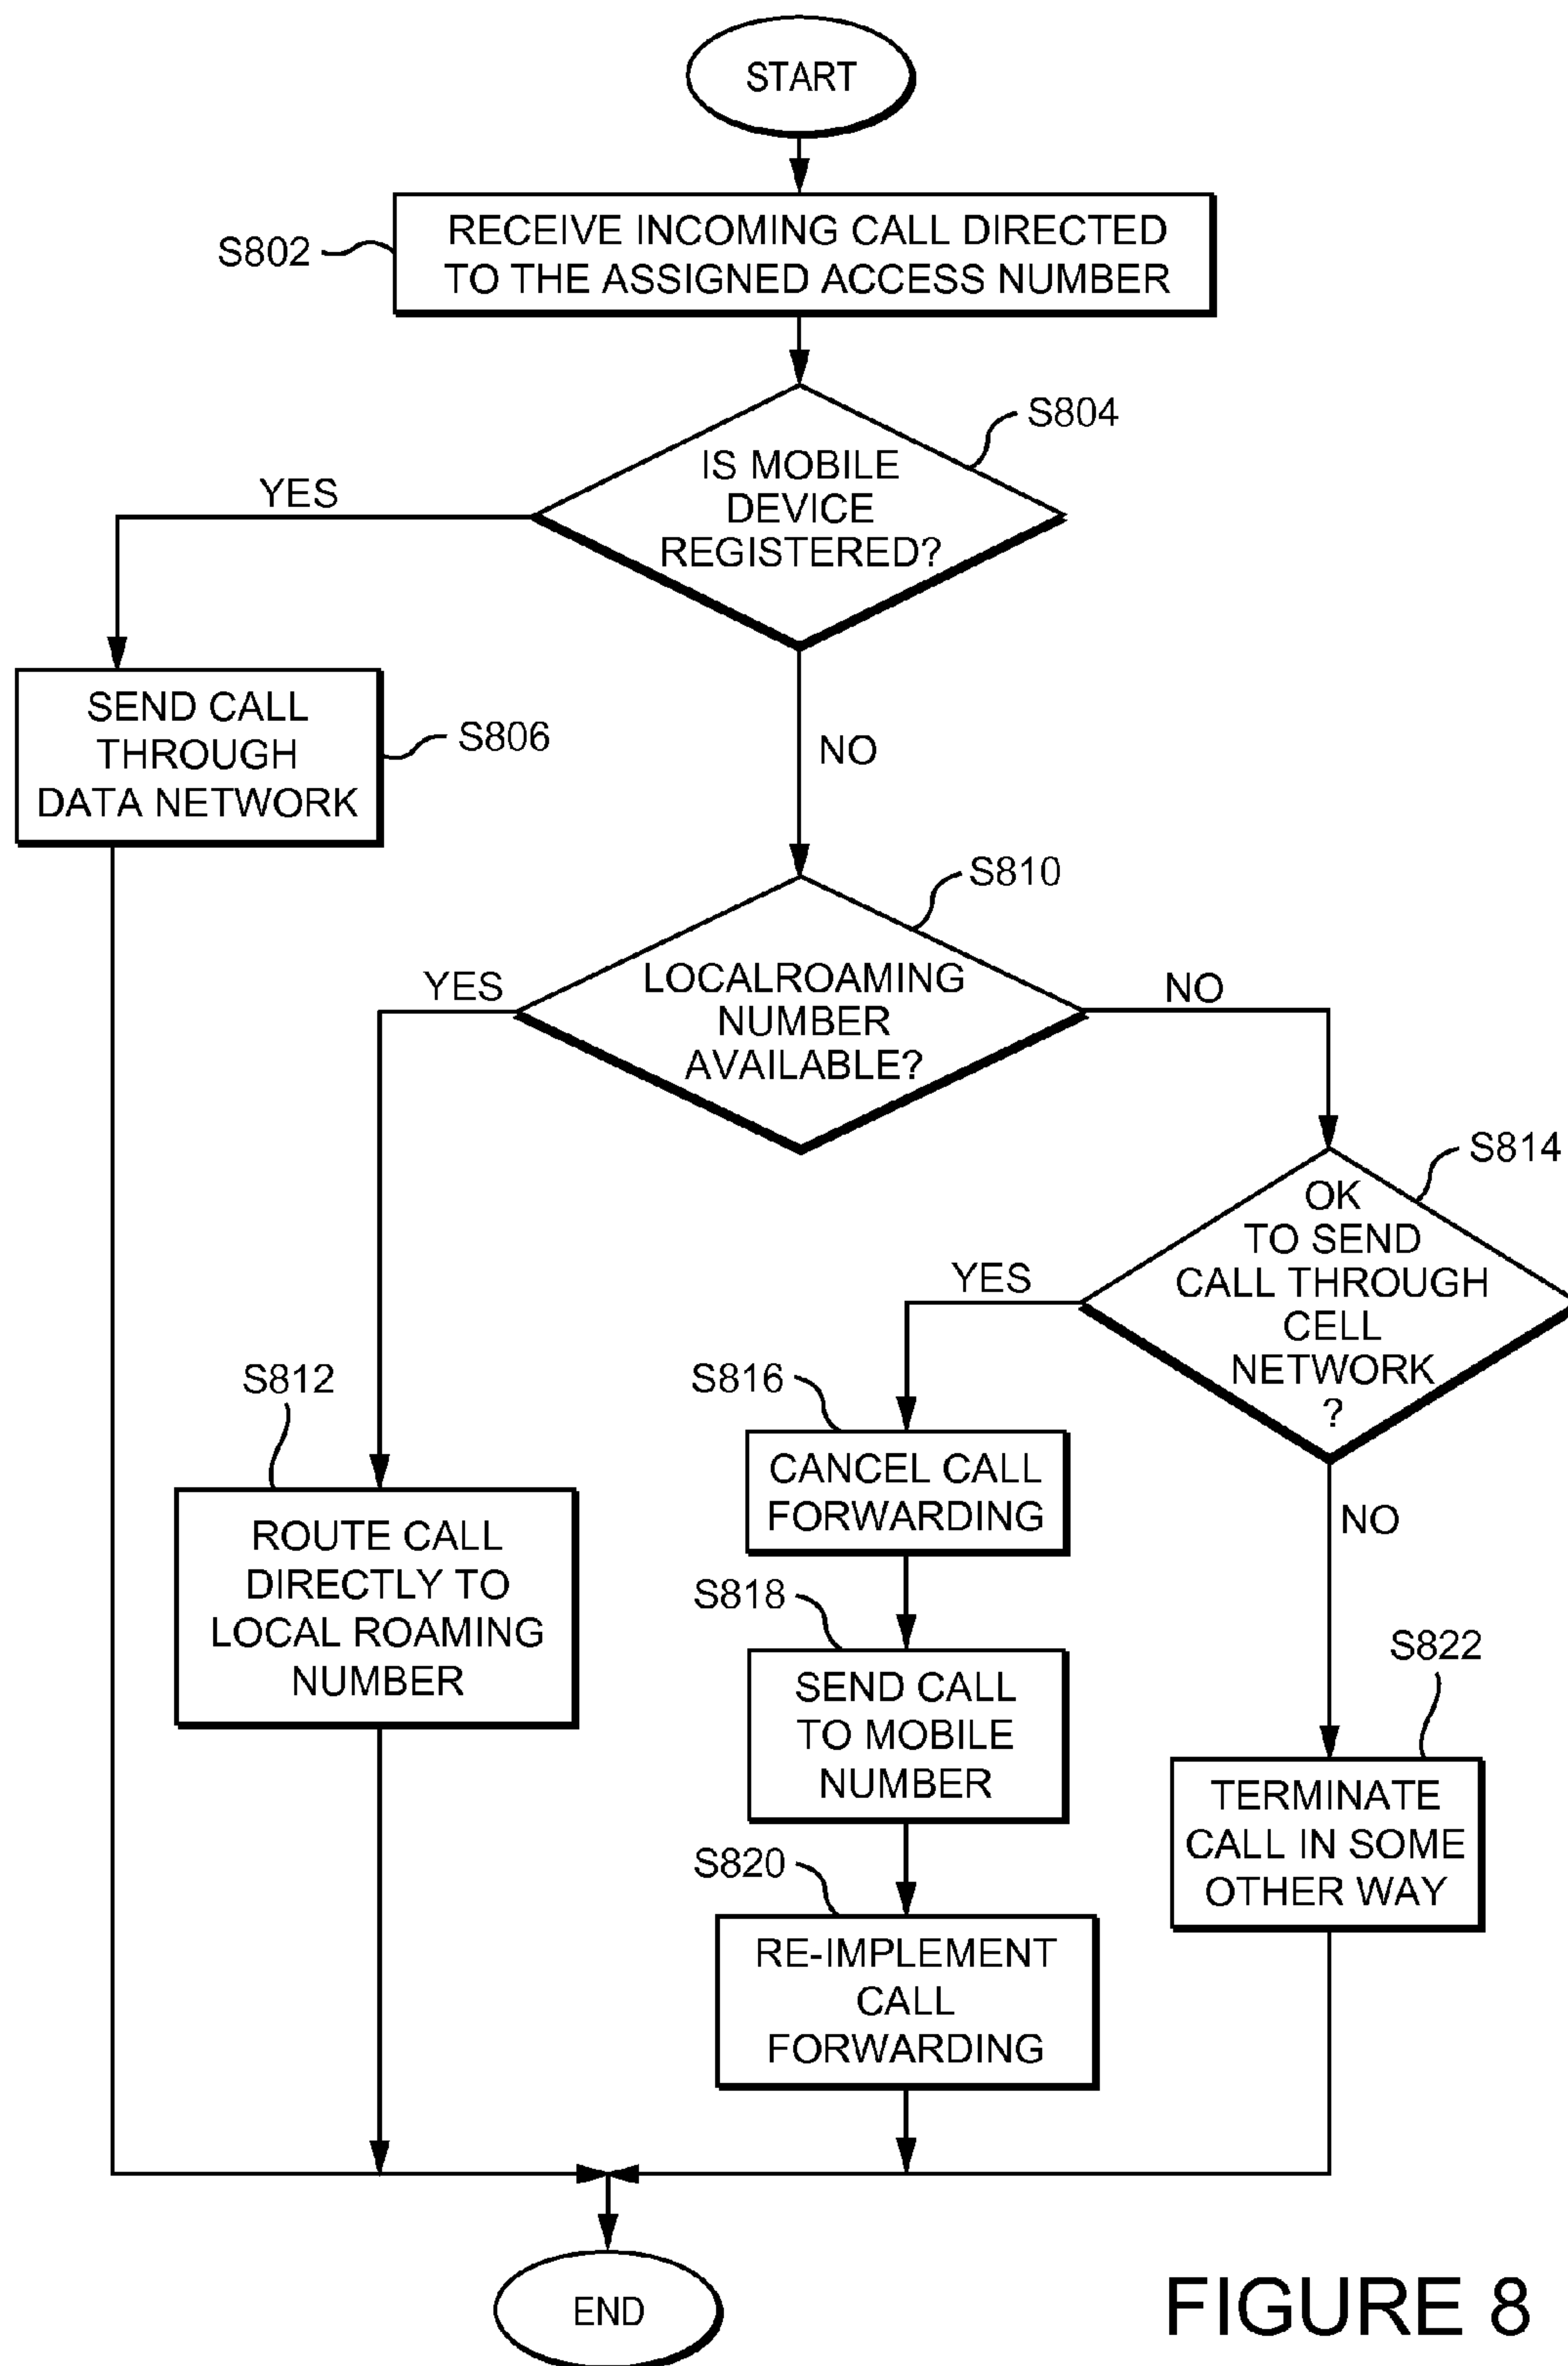 START
S802
RECEIVE INCOMING CALL DIRECTED
TO THE ASSIGNED ACCESS NUMBER
S804
IS MOBILE
DEVICE
REGISTERED?
YES
NO
SEND CALL
THROUGH
DATA NETWORK
S806
S810
LOCALROAMING
NUMBER
AVAILABLE?
YES
NO
S814
OK
TO SEND
CALL THROUGH
CELL
NETWORK
?
YES
NO
S812
ROUTE CALL
DIRECTLY TO
LOCAL ROAMING
NUMBER
S816
CANCEL CALL
FORWARDING
S818
SEND CALL
TO MOBILE
NUMBER
S820
RE-IMPLEMENT
CALL
FORWARDING
S822
TERMINATE
CALL IN SOME
OTHER WAY
END
FIGURE 8